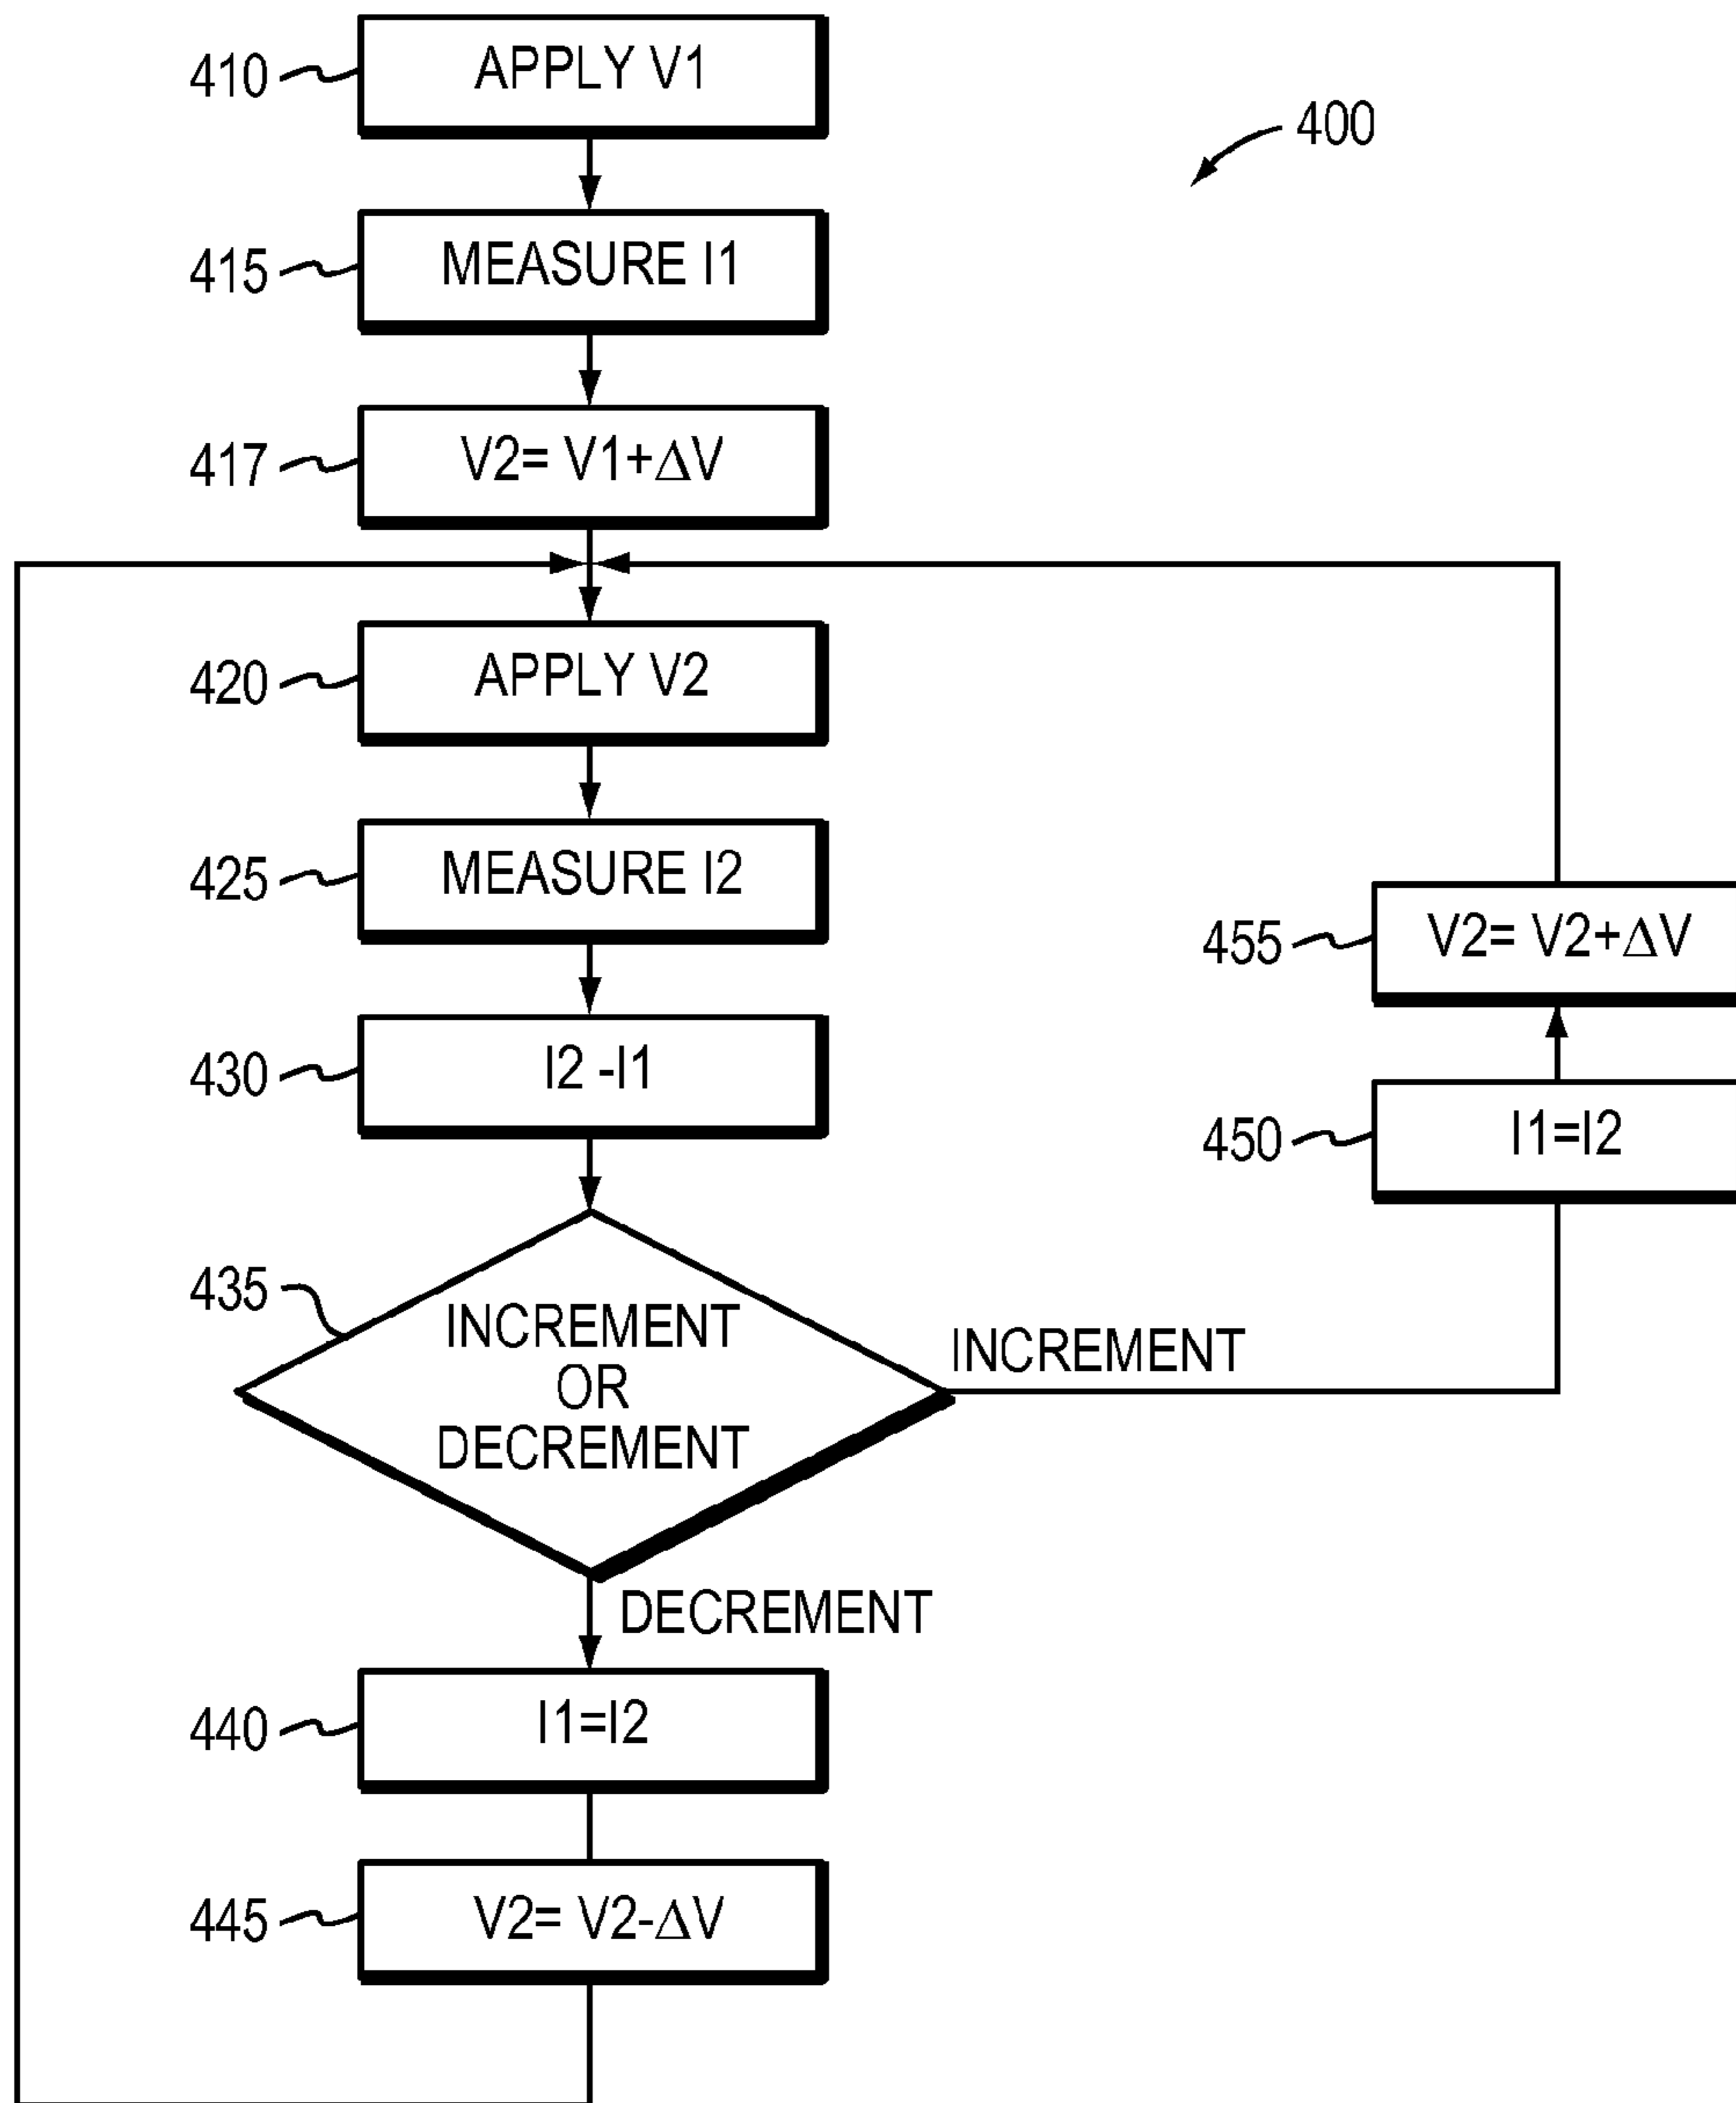 410
APPLY V1
400
415
MEASURE I1
417
V2= V1+ΔV
420
APPLY V2
425
MEASURE I2
455
V2= V2+ΔV
430
I2 -I1
450
I1=I2
435
INCREMENT
OR
DECREMENT
INCREMENT
DECREMENT
440
I1=I2
445
V2= V2-ΔV